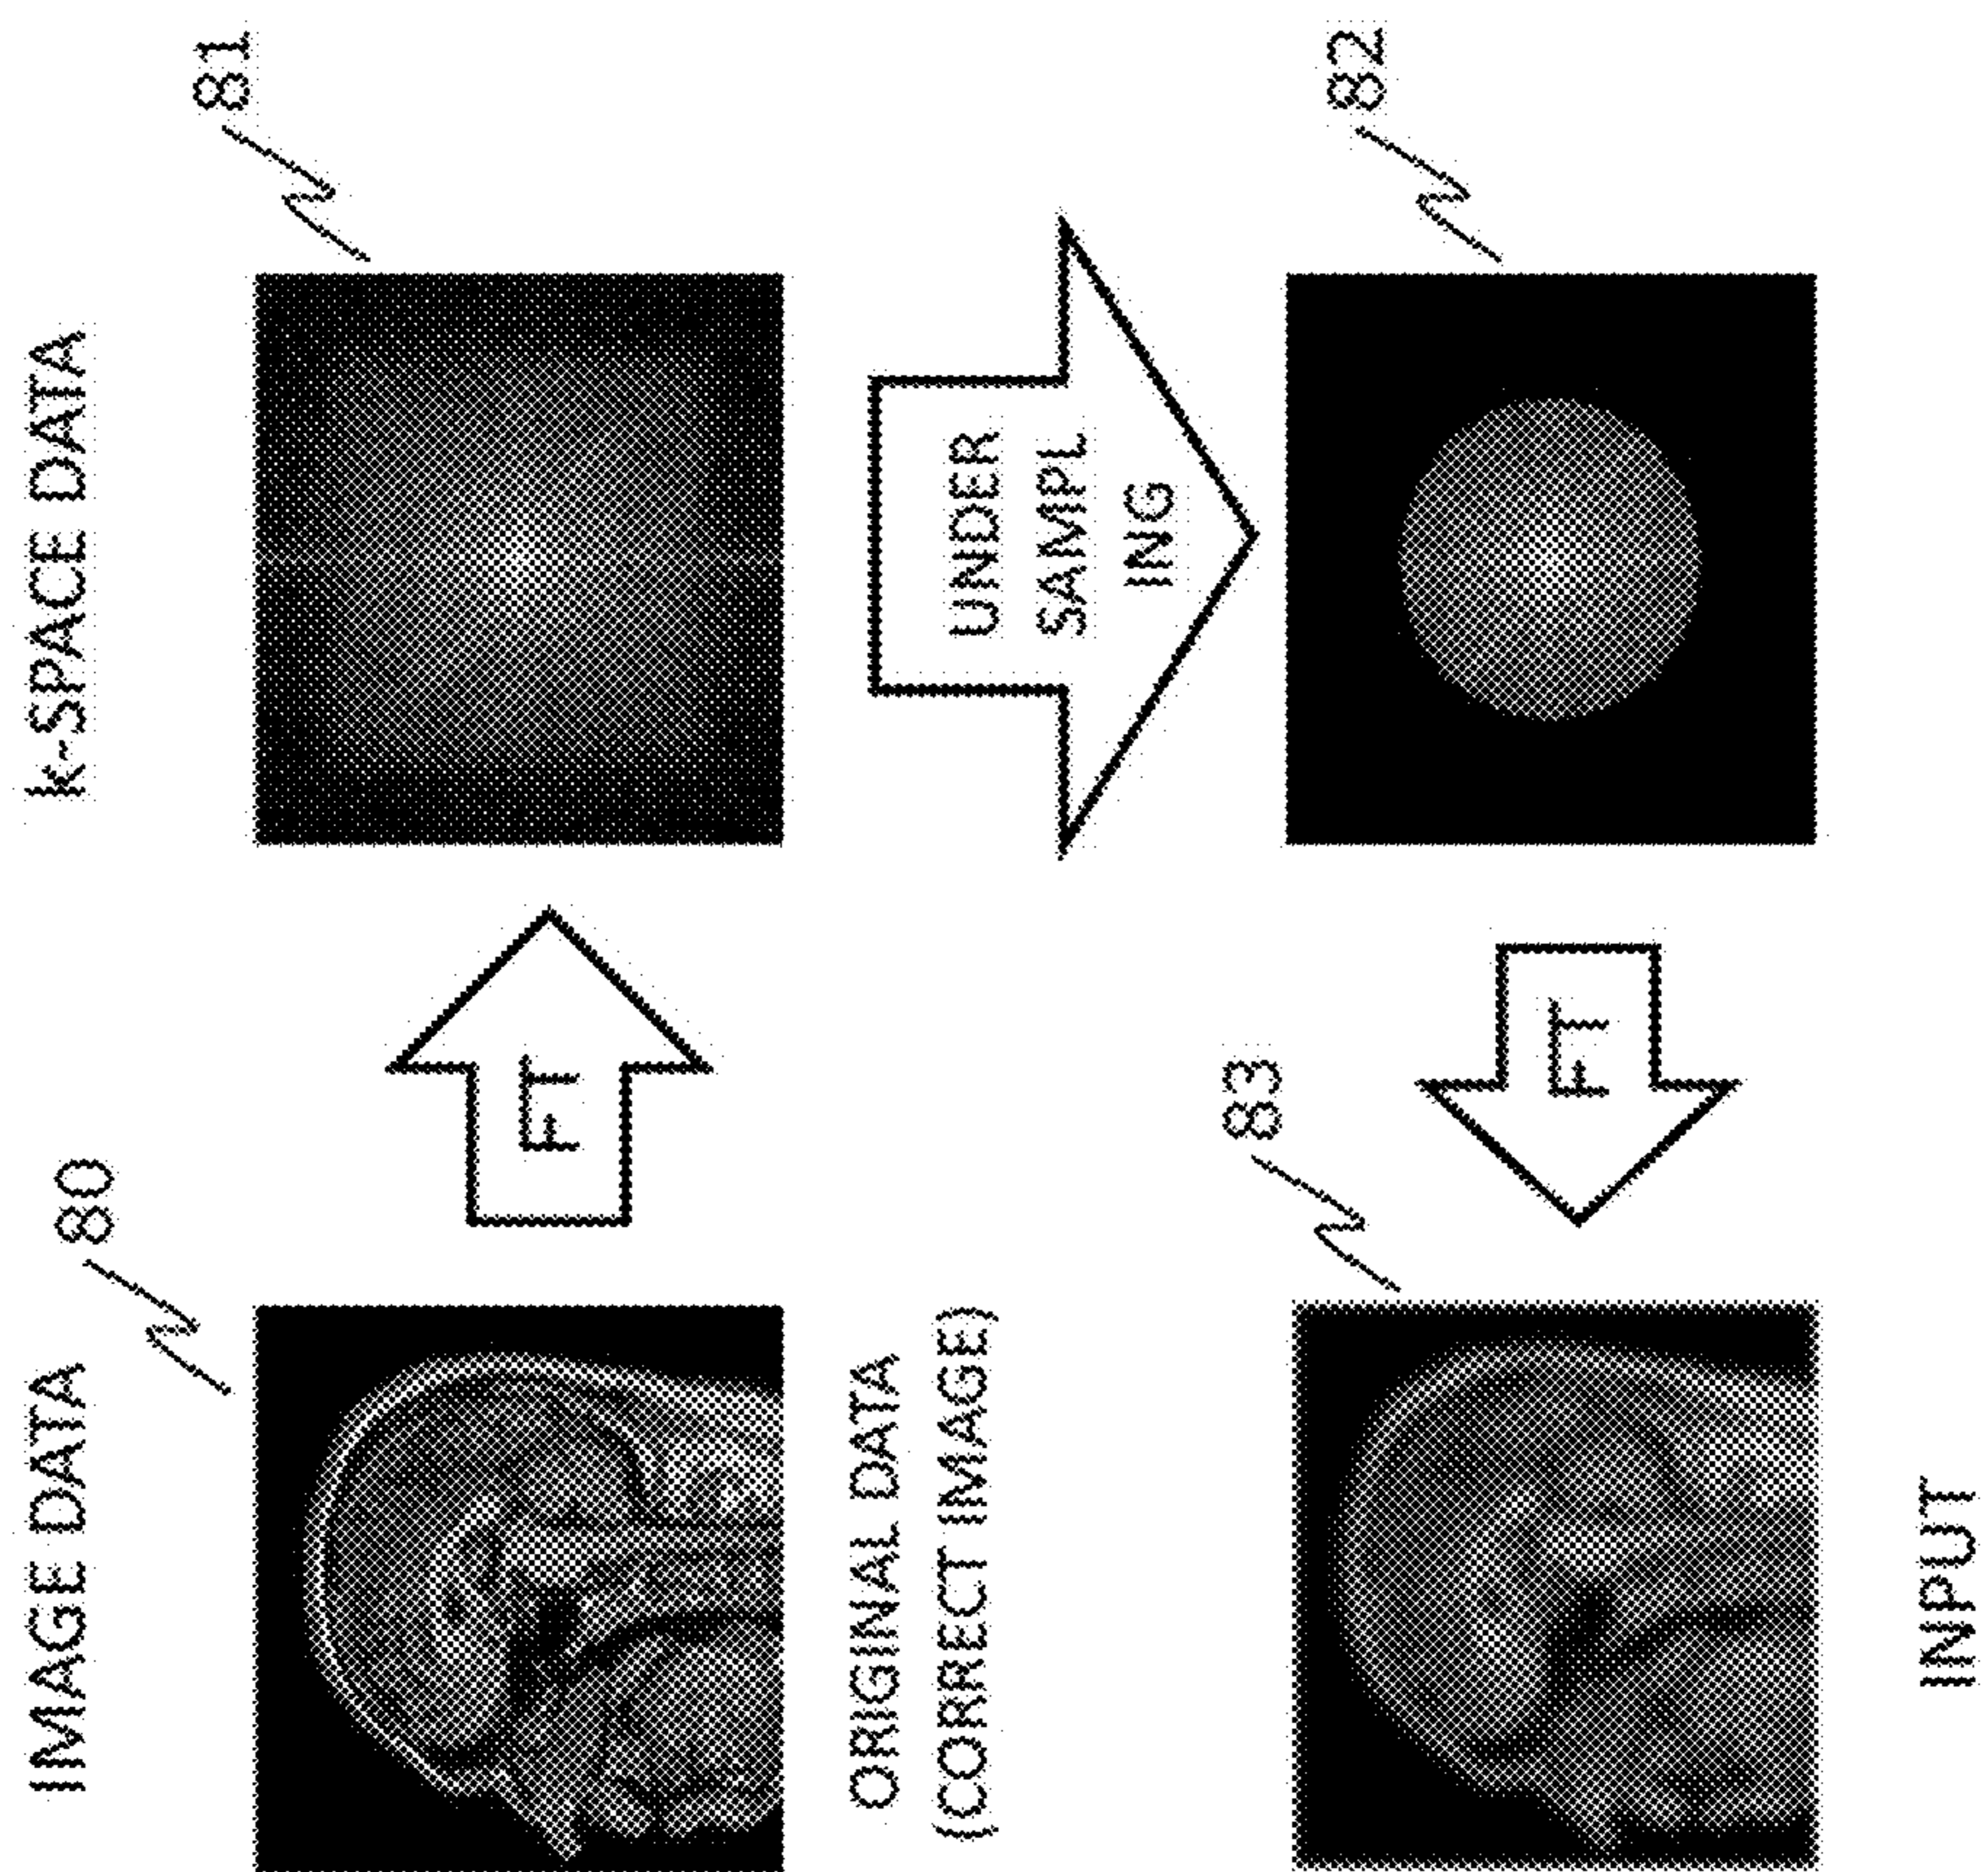 IMAGE DATA
k-SPACE DATA
80
81
FT
ORIGINAL DATA
(CORRECT IMAGE)
UNDER
SAMPL
ING
83
82
FT
INPUT